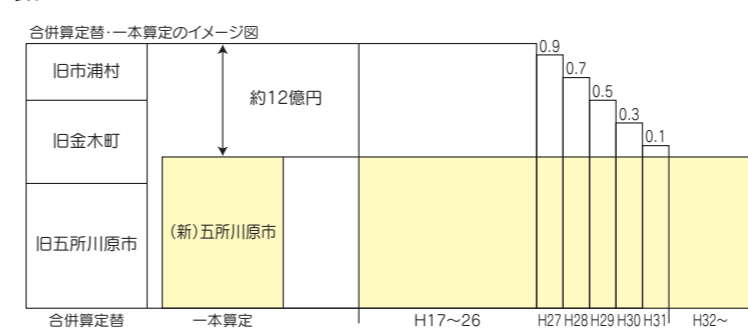 合併算定替・一本算定のイメージ図
旧市浦村
旧金木町
旧五所川原市
約12億円
(新)五所川原市
0.9
0.7
0.5
0.3
0.1
合併算定替
一本算定
H17〜26
H27
H28
H29
H30
H31
H32〜